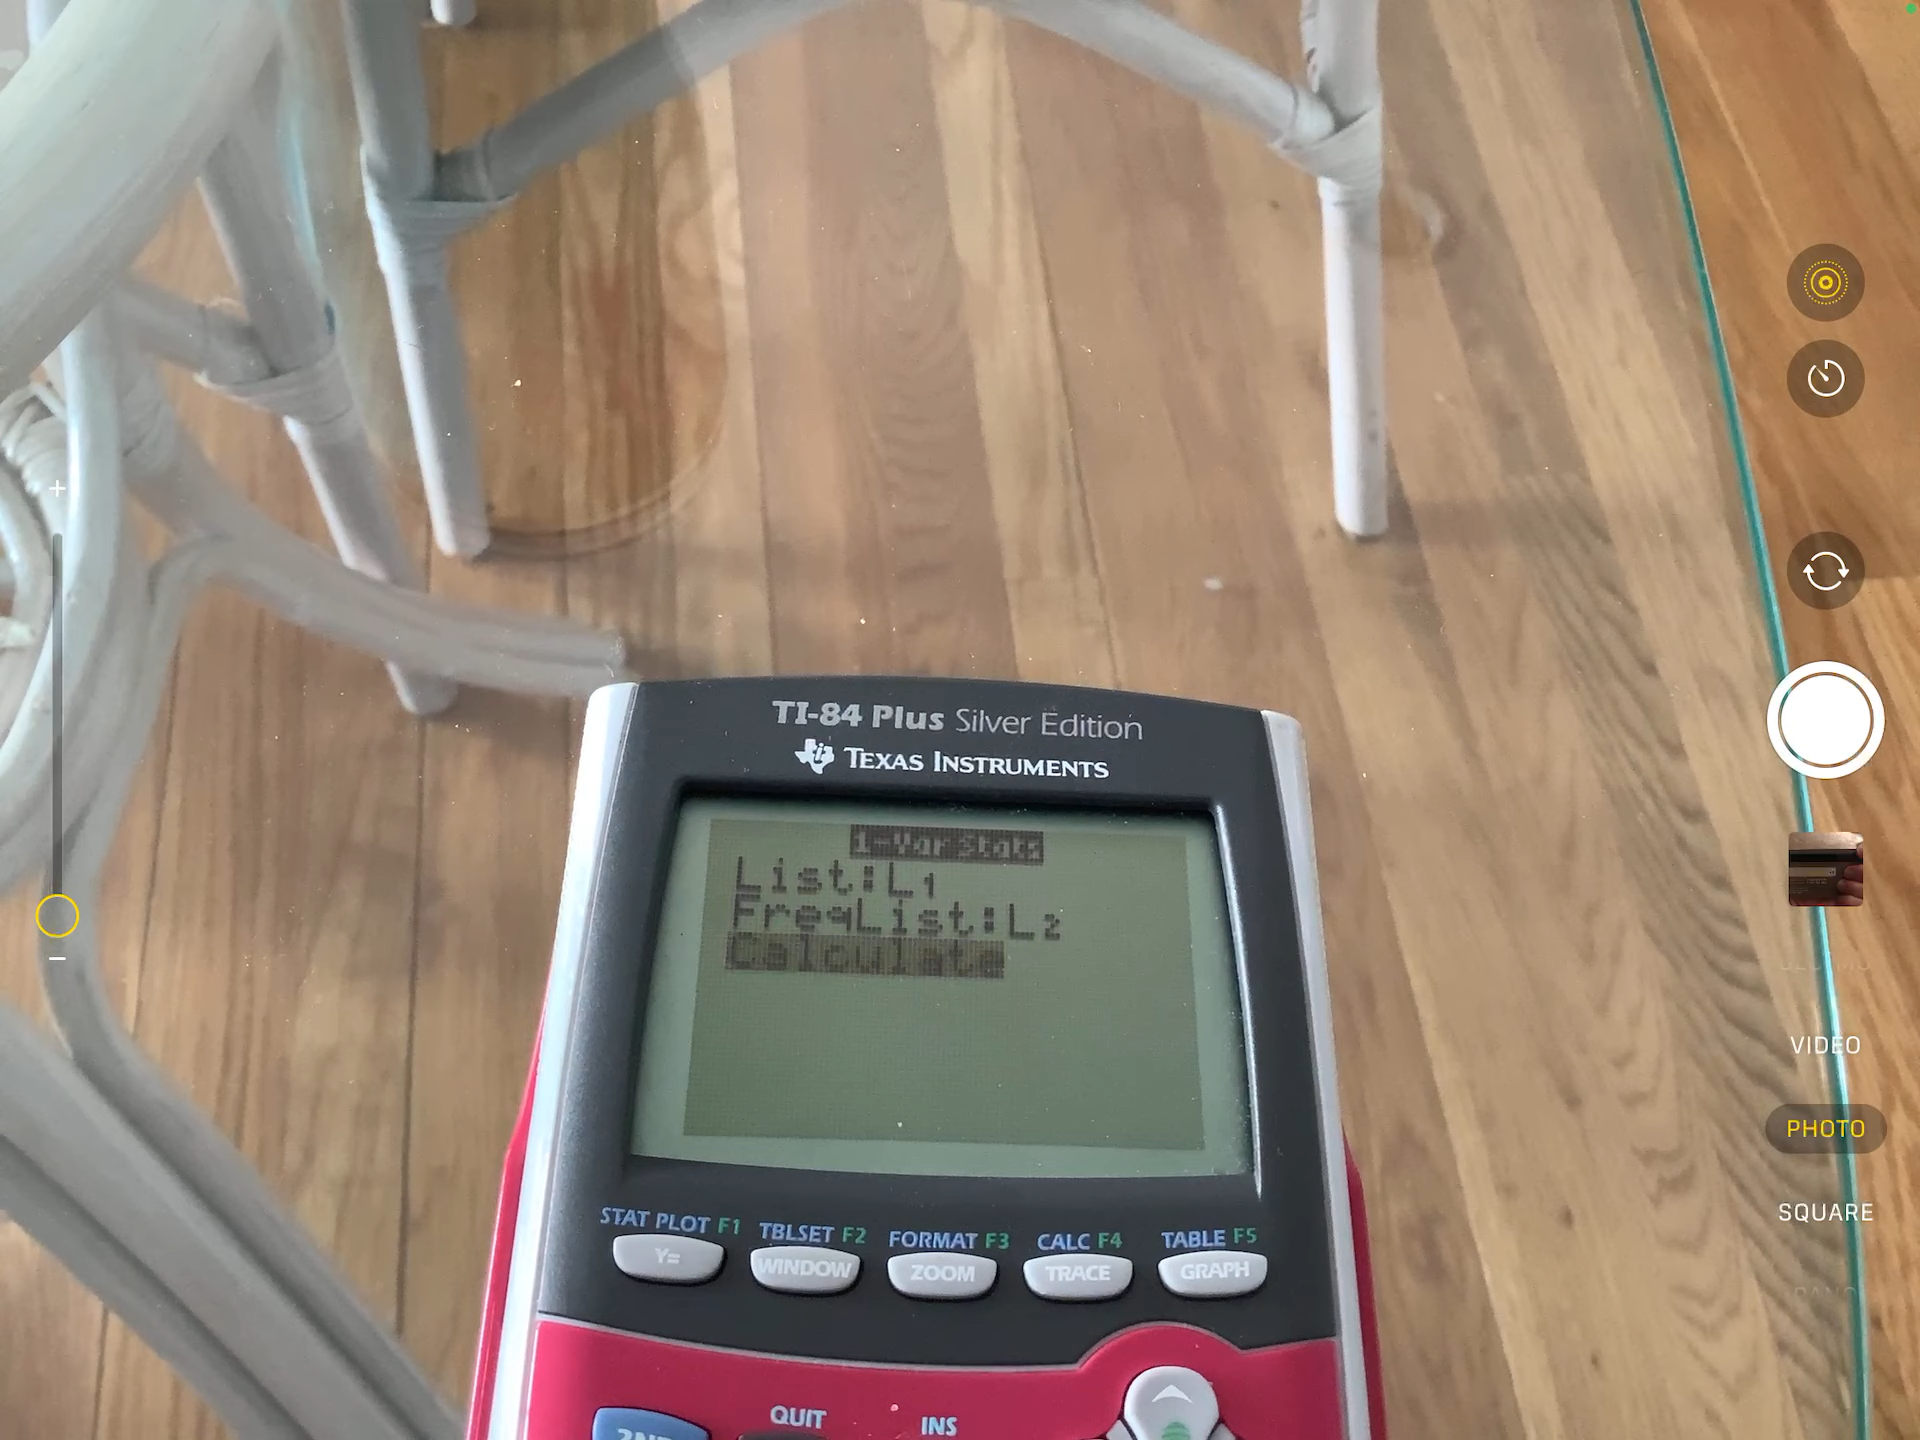 TI-84 Plus Silver Edition
TEXAS INSTRUMENTS
1-Var Stats
List:L1
FreqList:L2
Calculate
STAT PLOT F1 TBLSET F2 FORMAT F3 CALC F4 TABLE F5
Y= WINDOW ZOOM TRACE GRAPH
QUIT INS
2ND
VIDEO
PHOTO
SQUARE